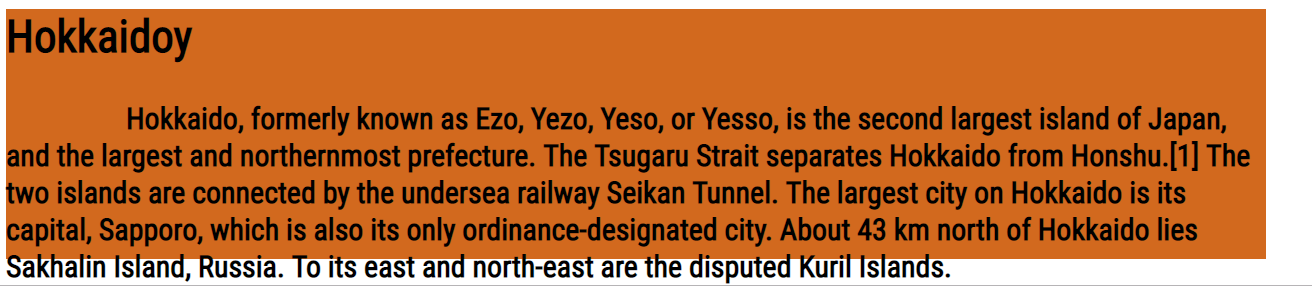 Hokkaidoy
Hokkaido, formerly known as Ezo, Yezo, Yeso, or Yesso, is the second largest island of Japan,
and the largest and northernmost prefecture. The Tsugaru Strait separates Hokkaido from Honshu.[1] The
two islands are connected by the undersea railway Seikan Tunnel. The largest city on Hokkaido is its
capital, Sapporo, which is also its only ordinance-designated city. About 43 km north of Hokkaido lies
Sakhalin Island, Russia. To its east and north-east are the disputed Kuril Islands.